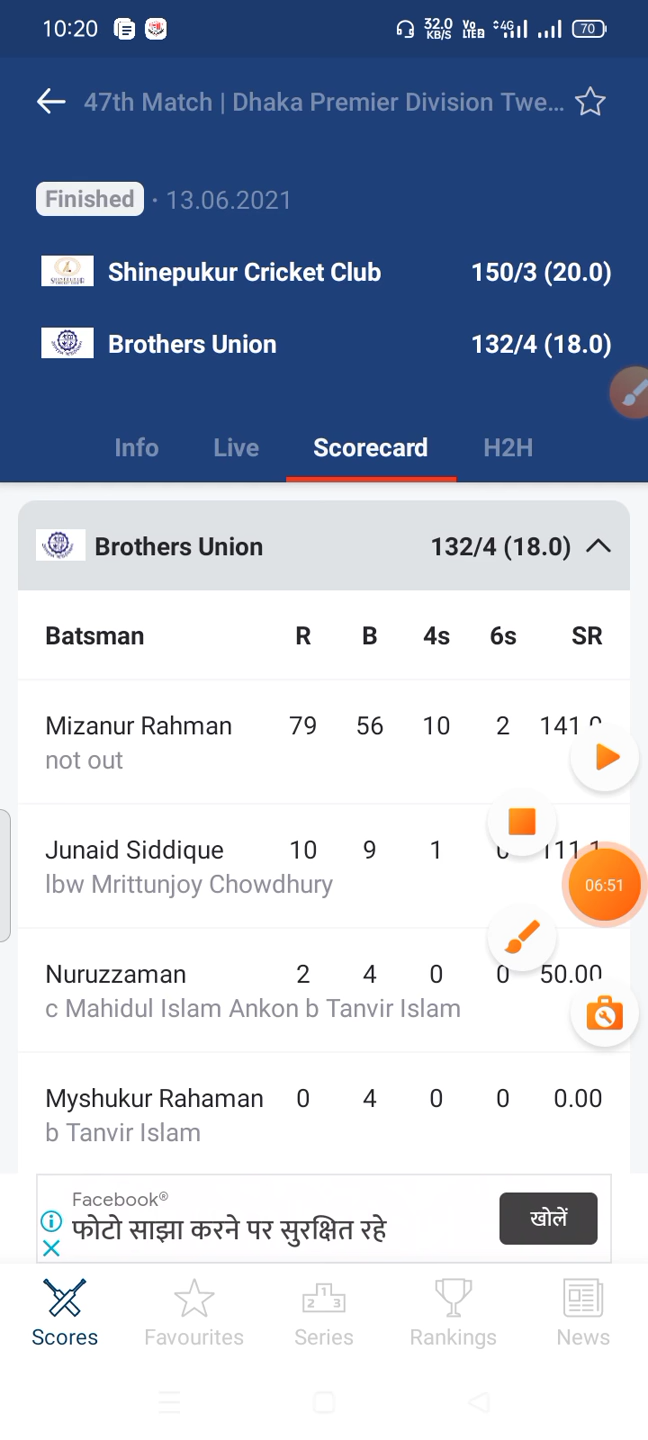 10:20 32.0 KB/S Vo LTE 4G 70
47th Match | Dhaka Premier Division Twe...
Finished · 13.06.2021
Shinepukur Cricket Club 150/3 (20.0)
Brothers Union 132/4 (18.0)
Info Live Scorecard H2H
Brothers Union 132/4 (18.0)
Batsman R B 4s 6s SR
Mizanur Rahman 79 56 10 2
not out
Junaid Siddique 10 9 1
06:51
lbw Mrittunjoy Chowdhury
Nuruzzaman 2 4 0 0 50.00
c Mahidul Islam Ankon b Tanvir Islam
Myshukur Rahaman 0 4 0 0 0.00
b Tanvir Islam
Facebook®
फोटो साझा करने पर सुरक्षित रहे खोलें
Scores Favourites Series Rankings News